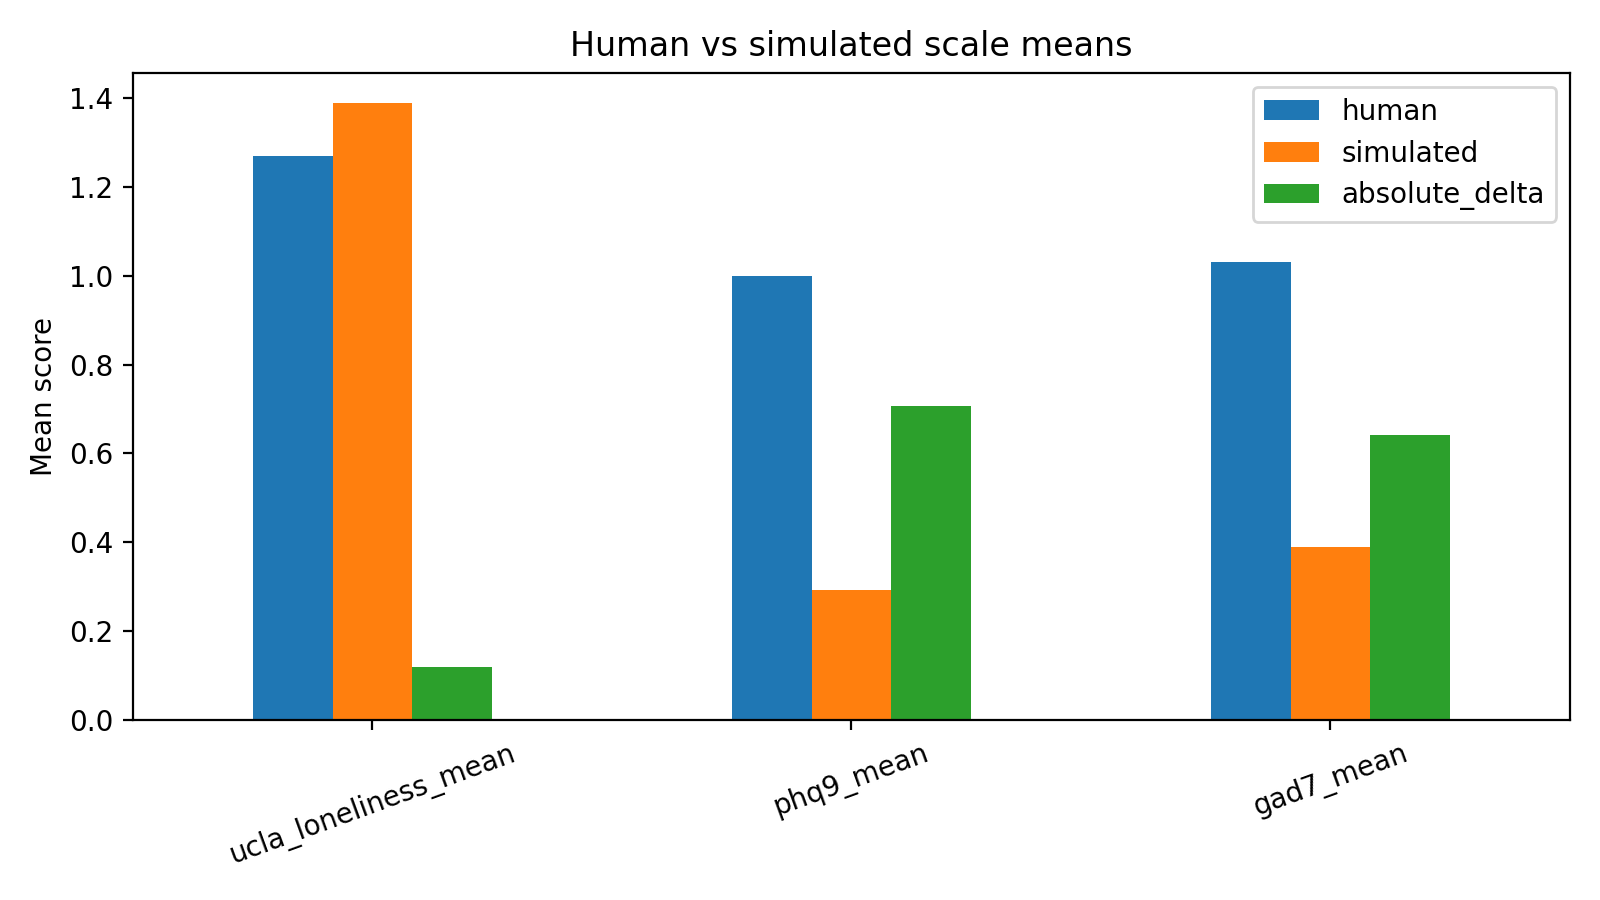 Human vs simulated scale means
human
simulated
absolute_delta
Mean score
1.4
1.2
1.0
0.8
0.6
0.4
0.2
0.0
ucla_loneliness_mean
phq9_mean
gad7_mean